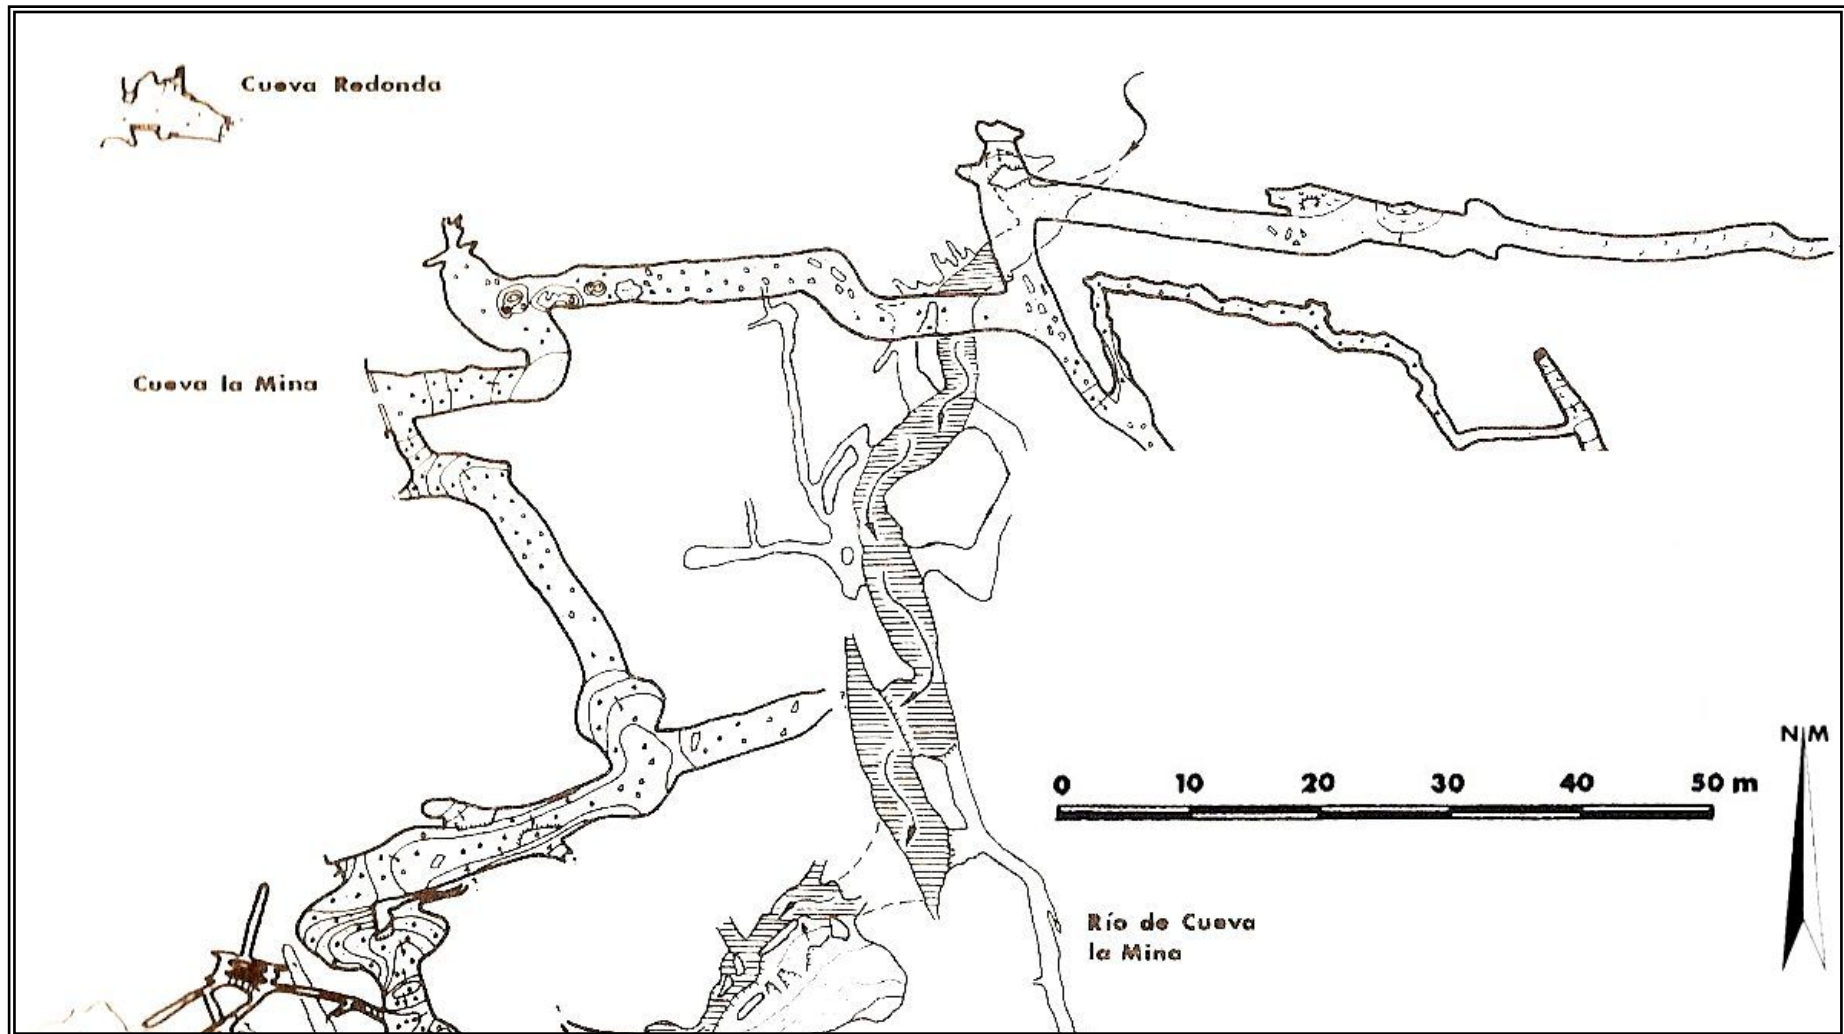 Cueva Redonda
Cueva la Mina
N M
0 10 20 30 40 50 m
Río de Cueva
la Mina